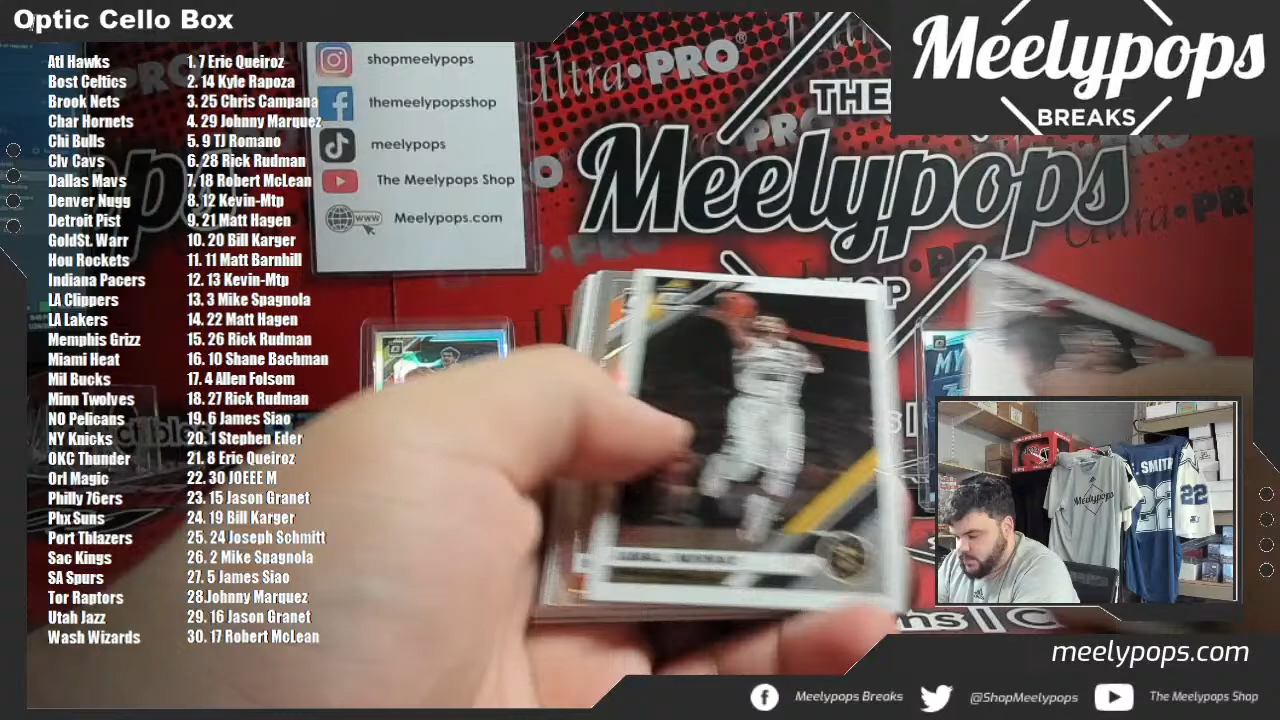 Optic Cello Box
Atl Hawks 1. 7 Eric Queiroz
Bost Celtics 2. 14 Kyle Rapoza
Brook Nets 3. 25 Chris Campana
Char Hornets 4. 29 Johnny Marquez
Chi Bulls 5. 9 TJ Romano
Clv Cavs 6. 28 Rick Rudman
Dallas Mavs 7. 18 Robert McLean
Denver Nugg 8. 12 Kevin-Mtp
Detroit Pist 9. 21 Matt Hagen
GoldSt. Warr 10. 20 Bill Karger
Hou Rockets 11. 11 Matt Barnhill
Indiana Pacers 12. 13 Kevin-Mtp
LA Clippers 13. 3 Mike Spagnola
LA Lakers 14. 22 Matt Hagen
Memphis Grizz 15. 26 Rick Rudman
Miami Heat 16. 10 Shane Bachman
Mil Bucks 17. 4 Allen Folsom
Minn Twolves 18. 27 Rick Rudman
NO Pelicans 19. 6 James Siao
NY Knicks 20. 1 Stephen Eder
OKC Thunder 21. 8 Eric Queiroz
Orl Magic 22. 30 JOEEE M
Philly 76ers 23. 15 Jason Granet
Phx Suns 24. 19 Bill Karger
Port Tblazers 25. 24 Joseph Schmitt
Sac Kings 26. 2 Mike Spagnola
SA Spurs 27. 5 James Siao
Tor Raptors 28.Johnny Marquez
Utah Jazz 29. 16 Jason Granet
Wash Wizards 30. 17 Robert McLean
shopmeelypops
themeelypopsshop
meelypops
The Meelypops Shop
www Meelypops.com
Ultra•PRO
THE
Meelypops
SHOP
Meelypops
BREAKS
MY
Meelypops
E. SMITH
22
22
meelypops.com
Meelypops Breaks @ShopMeelypops The Meelypops Shop